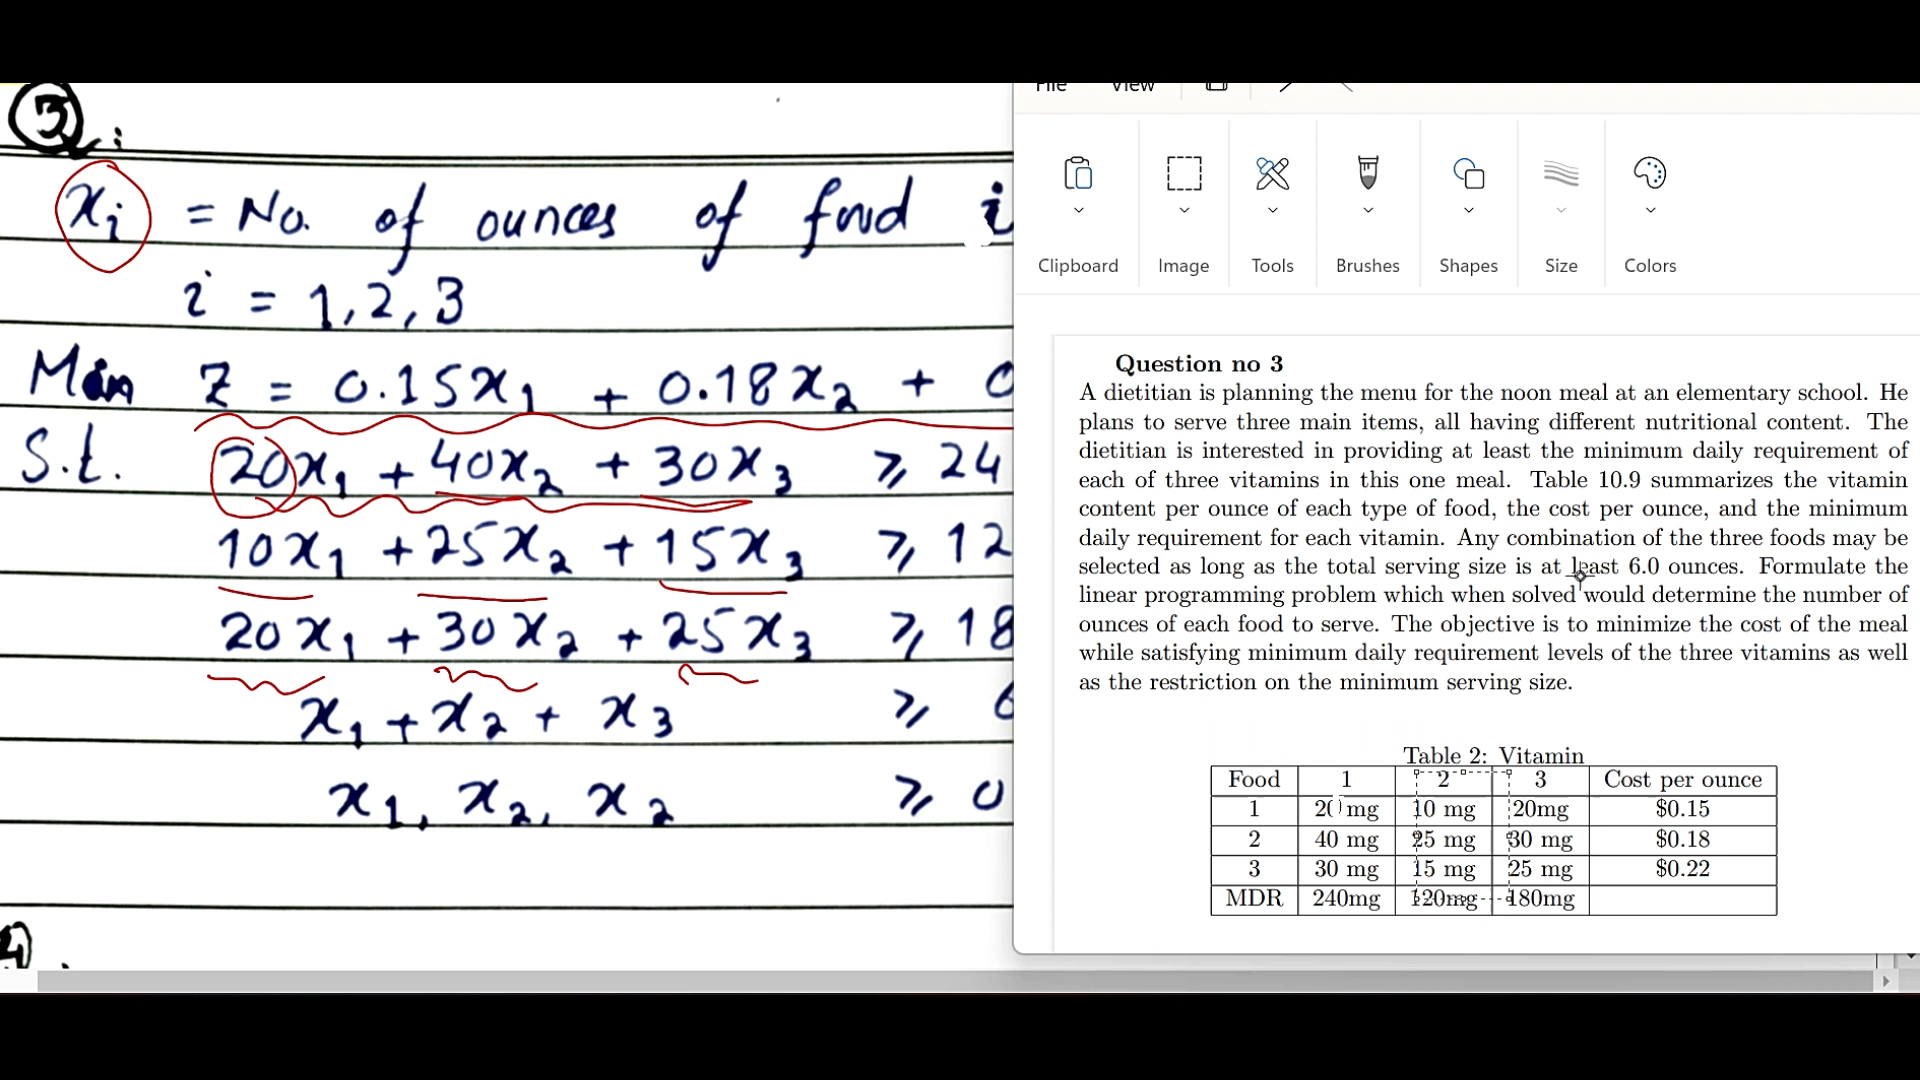 3 :
xi = No. of ounces of food i
i = 1, 2, 3
Min Z = 0.15x1 + 0.18x2 + 0
S.t. 20x1 + 40x2 + 30x3 ≥ 24
10x1 + 25x2 + 15x3 ≥ 12
20x1 + 30x2 + 25x3 ≥ 18
x1 + x2 + x3 ≥ 6
x1, x2, x2 ≥ 0
4
File View
Clipboard Image Tools Brushes Shapes Size Colors
Question no 3
A dietitian is planning the menu for the noon meal at an elementary school. He
plans to serve three main items, all having different nutritional content. The
dietitian is interested in providing at least the minimum daily requirement of
each of three vitamins in this one meal. Table 10.9 summarizes the vitamin
content per ounce of each type of food, the cost per ounce, and the minimum
daily requirement for each vitamin. Any combination of the three foods may be
selected as long as the total serving size is at least 6.0 ounces. Formulate the
linear programming problem which when solved would determine the number of
ounces of each food to serve. The objective is to minimize the cost of the meal
while satisfying minimum daily requirement levels of the three vitamins as well
as the restriction on the minimum serving size.
Table 2: Vitamin
Food 1 2 3 Cost per ounce
1 20 mg 10 mg 20mg $0.15
2 40 mg 25 mg 30 mg $0.18
3 30 mg 15 mg 25 mg $0.22
MDR 240mg 120mg 180mg